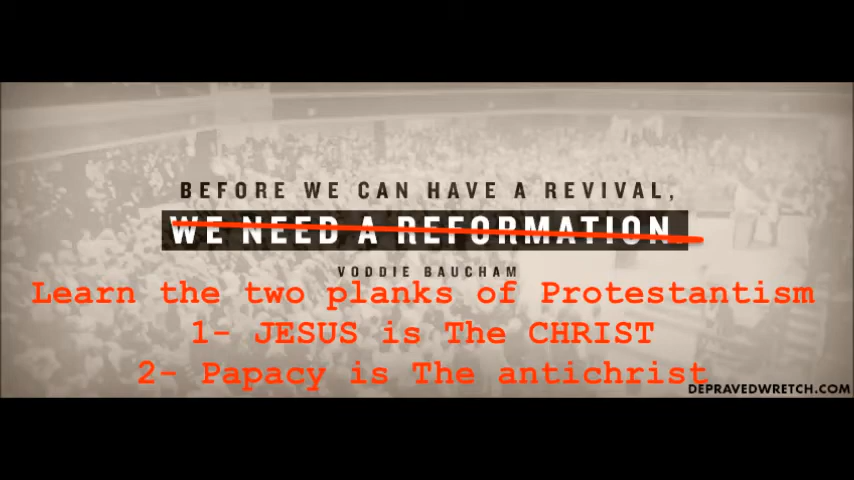 BEFORE WE CAN HAVE A REVIVAL,
WE NEED A REFORMATION.
VODDIE BAUCHAM
Learn the two planks of Protestantism
1- JESUS is The CHRIST
2- Papacy is The antichrist
DEPRAVEDWRETCH.COM